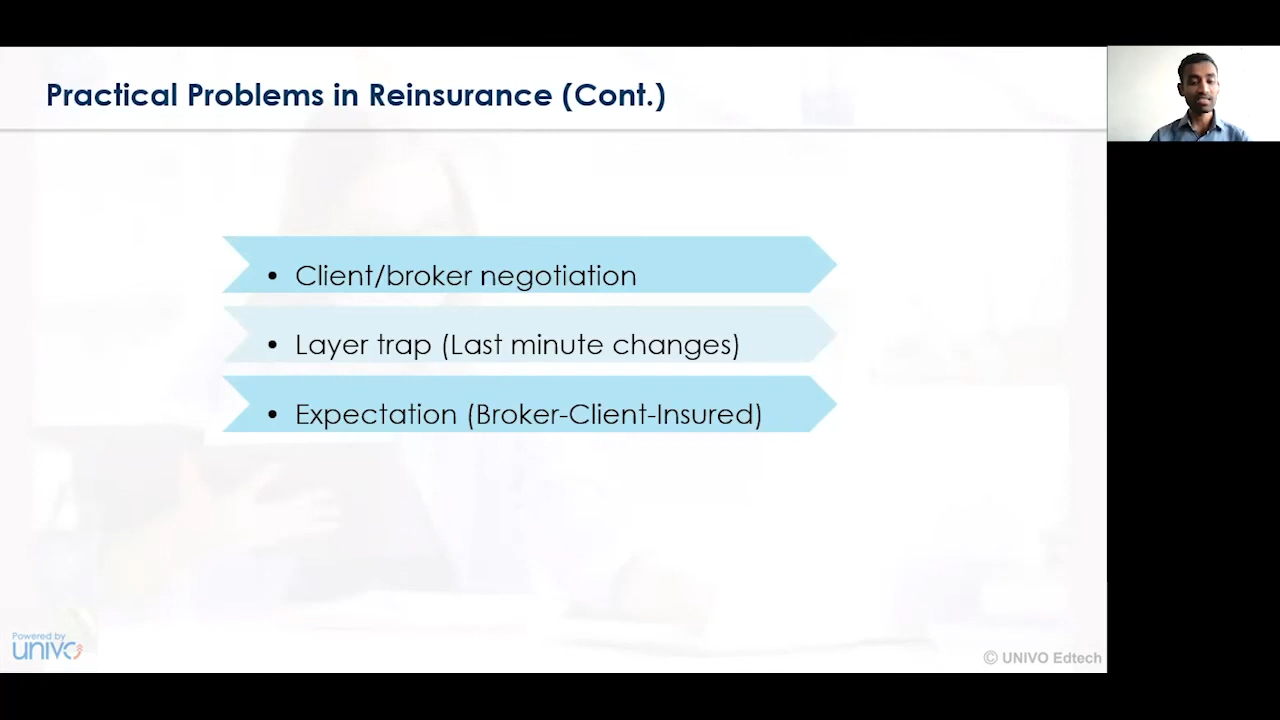 Practical Problems in Reinsurance (Cont.)
• Client/broker negotiation
• Layer trap (Last minute changes)
• Expectation (Broker-Client-Insured)
Powered by
UNIVO
© UNIVO Edtech